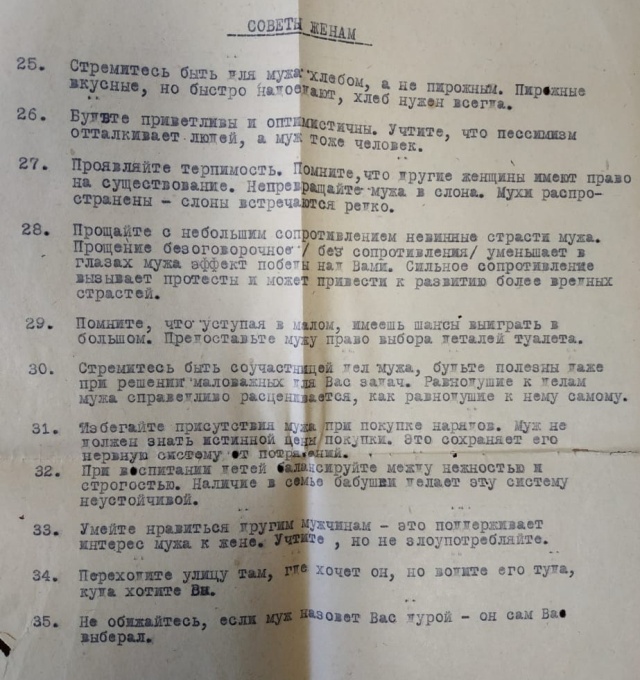 СОВЕТЫ ЖЕНАМ
25. Стремитесь быть для мужа хлебом, а не пирожным. Пирожные
вкусные, но быстро надоедают, хлеб нужен всегда.
26. Будьте приветливы и оптимистичны. Учтите, что пессимизм
отталкивает людей, а муж тоже человек.
27. Проявляйте терпимость. Помните,что другие женщины имеют право
на существование. Непревращайте мужа в слона. Мухи распро-
странены - слоны встречаются редко.
28. Прощайте с небольшим сопротивлением невинные страсти мужа.
Прощение безоговорочное / без сопротивления/ уменьшает в
глазах мужа эффект победы над Вами. Сильное сопротивление
вызывает протесты и может привести к развитию более вредных
страстей.
29. Помните, что уступая в малом, имеешь шансы выиграть в
большом. Предоставьте мужу право выбора деталей туалета.
30. Стремитесь быть соучастницей дел мужа, будьте полезны даже
при решении маловажных для Вас задач. Равнодушие к делам
мужа справедливо расценивается, как равнодушие к нему самому.
31. Избегайте присутствия мужа при покупке нарядов. Муж не
должен знать истинной цены покупки. Это сохраняет его
нервную систему от потрясений.
32. При воспитании детей балансируйте между нежностью и
строгостью. Наличие в семье бабушки делает эту систему
неустойчивой.
33. Умейте нравиться другим мужчинам - это поддерживает
интерес мужа к жене. Учтите , но не злоупотребляйте.
34. Переходите улицу там, где хочет он, но водите его туда,
куда хотите Вы.
35. Не обижайтесь, если муж назовет Вас дурой - он сам Вас
выберал.